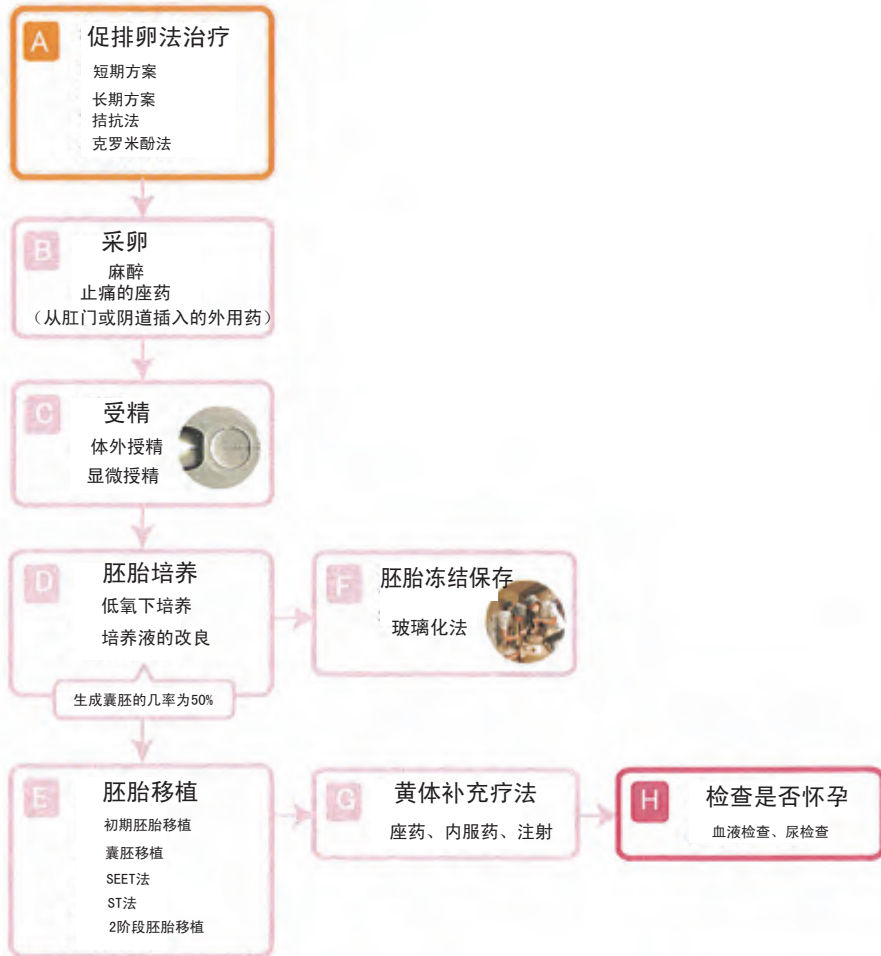 A 促排卵法治疗
短期方案
长期方案
拮抗法
克罗米酚法
B 采卵
麻醉
止痛的座药
（从肛门或阴道插入的外用药）
C 受精
体外授精
显微授精
D 胚胎培养
低氧下培养
培养液的改良
生成囊胚的几率为50%
F 胚胎冻结保存
玻璃化法
E 胚胎移植
初期胚胎移植
囊胚移植
SEET法
ST法
2阶段胚胎移植
G 黄体补充疗法
座药、内服药、注射
H 检查是否怀孕
血液检查、尿检查